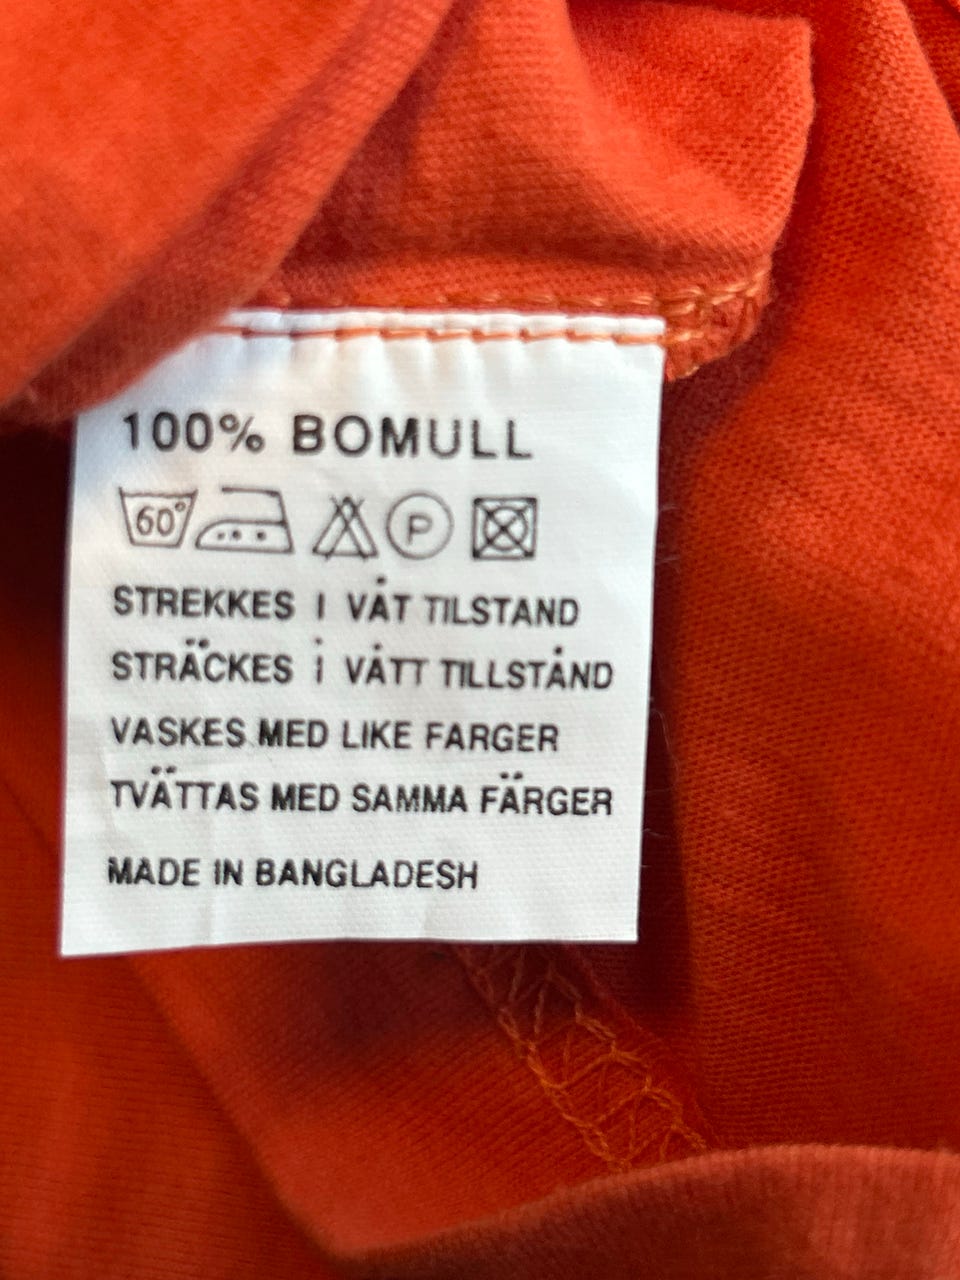 100% BOMULL
60° P
STREKKES I VÅT TILSTAND
STRÄCKES i VÅTT TILLSTÅND
VASKES MED LIKE FARGER
TVÄTTAS MED SAMMA FÄRGER
MADE IN BANGLADESH